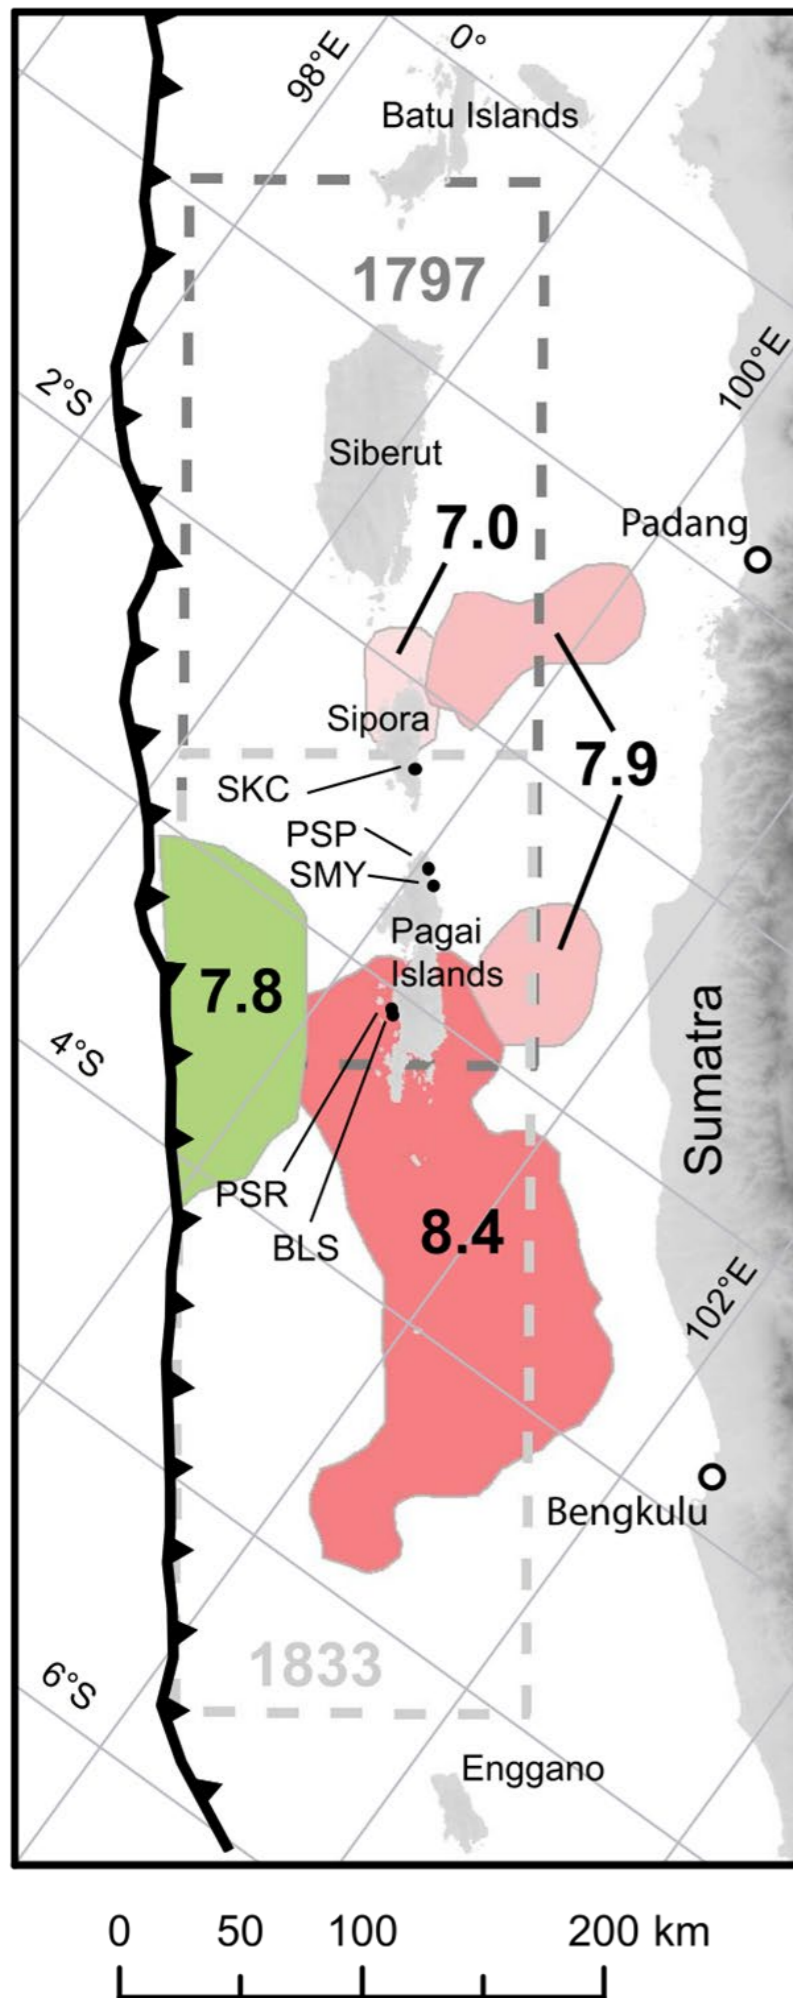 0°
98°E
Batu Islands
1797
100°E
2°S
Siberut
7.0
Padang
Sipora
7.9
SKC
PSP
SMY
Pagai
Islands
7.8
Sumatra
4°S
PSR
BLS
8.4
102°E
Bengkulu
1833
6°S
Enggano
0 50 100 200 km